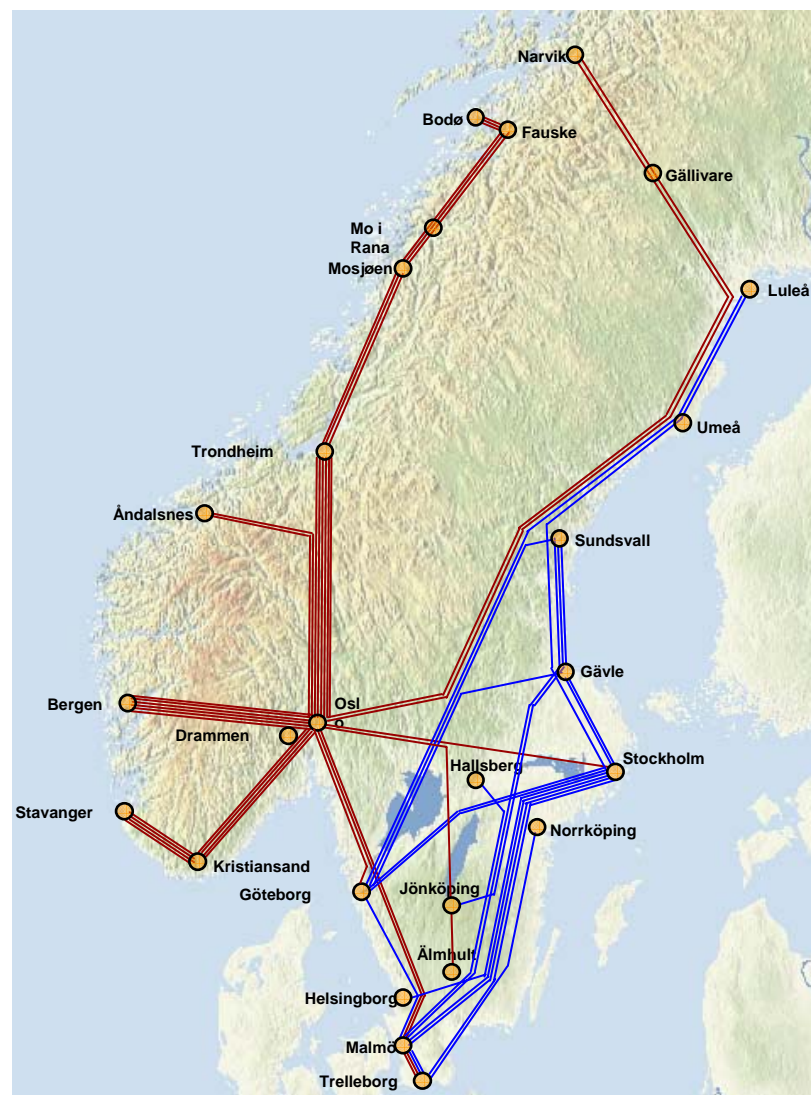 Narvik
Bodø
Fauske
Gällivare
Mo i
Rana
Mosjøen
Luleå
Umeå
Trondheim
Åndalsnes
Sundsvall
Gävle
Bergen
Osl
o
Drammen
Hallsberg
Stockholm
Stavanger
Norrköping
Kristiansand
Göteborg
Jönköping
Älmhult
Helsingborg
Malmö
Trelleborg